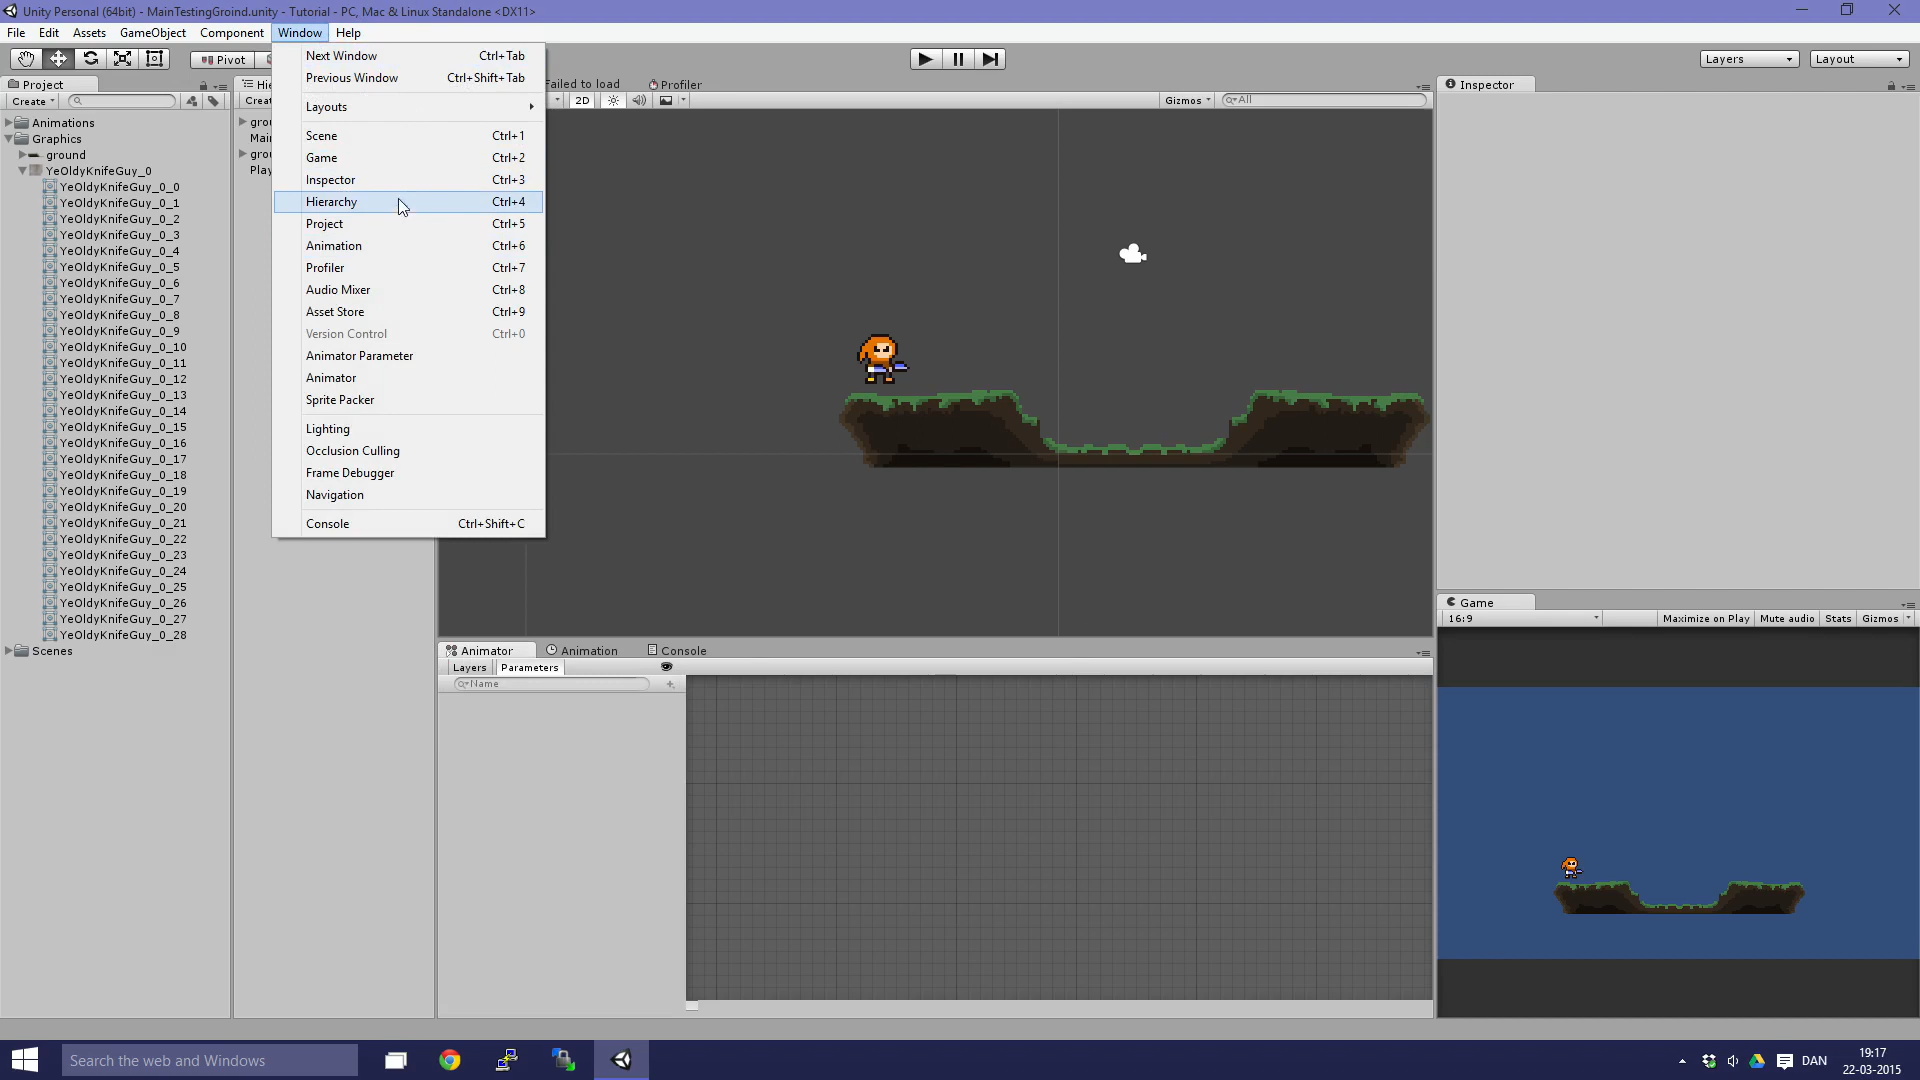 Unity Personal (64bit) - MainTestingGroind.unity - Tutorial - PC, Mac & Linux Standalone <DX11>
File Edit Assets GameObject Component Window Help
Pivot
Layers
Layout
Next Window Ctrl+Tab
Previous Window Ctrl+Shift+Tab
Layouts
Scene Ctrl+1
Game Ctrl+2
Inspector Ctrl+3
Hierarchy Ctrl+4
Project Ctrl+5
Animation Ctrl+6
Profiler Ctrl+7
Audio Mixer Ctrl+8
Asset Store Ctrl+9
Version Control Ctrl+0
Animator Parameter
Animator
Sprite Packer
Lighting
Occlusion Culling
Frame Debugger
Navigation
Console Ctrl+Shift+C
Project
Create
Animations
Graphics
ground
YeOldyKnifeGuy_0
YeOldyKnifeGuy_0_0
YeOldyKnifeGuy_0_1
YeOldyKnifeGuy_0_2
YeOldyKnifeGuy_0_3
YeOldyKnifeGuy_0_4
YeOldyKnifeGuy_0_5
YeOldyKnifeGuy_0_6
YeOldyKnifeGuy_0_7
YeOldyKnifeGuy_0_8
YeOldyKnifeGuy_0_9
YeOldyKnifeGuy_0_10
YeOldyKnifeGuy_0_11
YeOldyKnifeGuy_0_12
YeOldyKnifeGuy_0_13
YeOldyKnifeGuy_0_14
YeOldyKnifeGuy_0_15
YeOldyKnifeGuy_0_16
YeOldyKnifeGuy_0_17
YeOldyKnifeGuy_0_18
YeOldyKnifeGuy_0_19
YeOldyKnifeGuy_0_20
YeOldyKnifeGuy_0_21
YeOldyKnifeGuy_0_22
YeOldyKnifeGuy_0_23
YeOldyKnifeGuy_0_24
YeOldyKnifeGuy_0_25
YeOldyKnifeGuy_0_26
YeOldyKnifeGuy_0_27
YeOldyKnifeGuy_0_28
Scenes
Hie
Creat
grou
Main
grou
Play
Failed to load Profiler
2D Gizmos All
Inspector
Animator Animation Console
Layers Parameters
Name
Game
16:9 Maximize on Play Mute audio Stats Gizmos
Search the web and Windows
DAN
19:17
22-03-2015